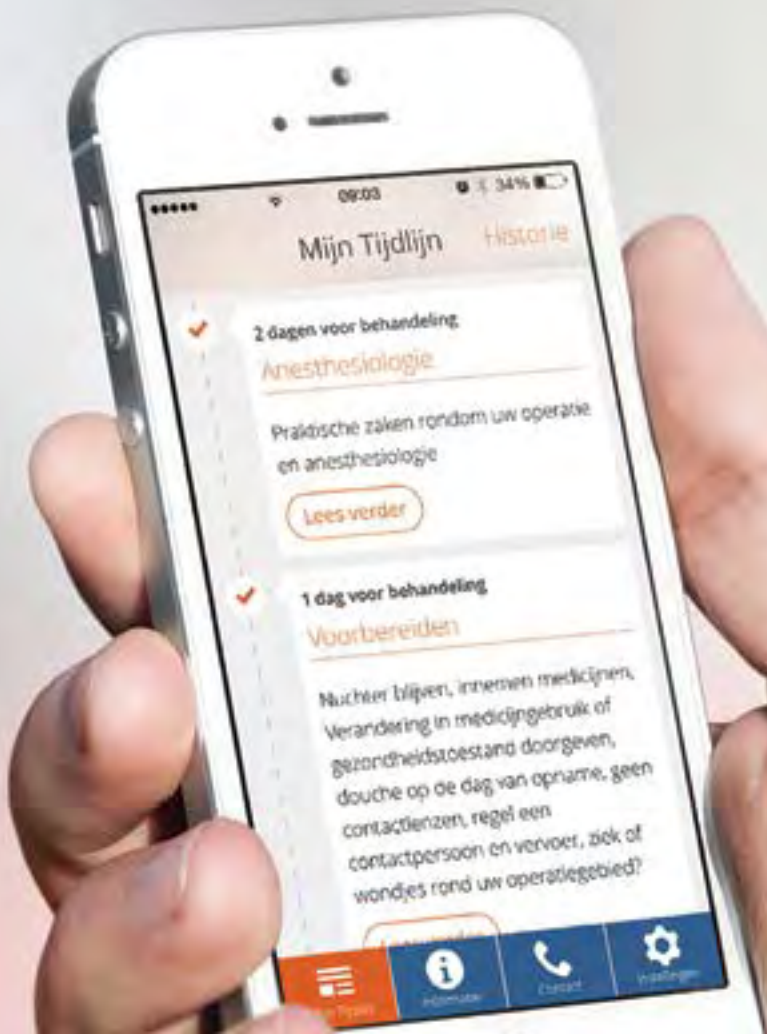 09:03
34%
Mijn Tijdlijn
Historie
2 dagen voor behandeling
Anesthesiologie
Praktische zaken rondom uw operatie
en anesthesiologie
Lees verder
1 dag voor behandeling
Voorbereiden
Nuchter blijven, innemen medicijnen,
Verandering in medicijngebruik of
gezondheidstoestand doorgeven,
douche op de dag van opname, geen
contactlenzen, regel een
contactpersoon en vervoer, ziek of
wondjes rond uw operatiegebied?
Informatie
Contact
Instellingen